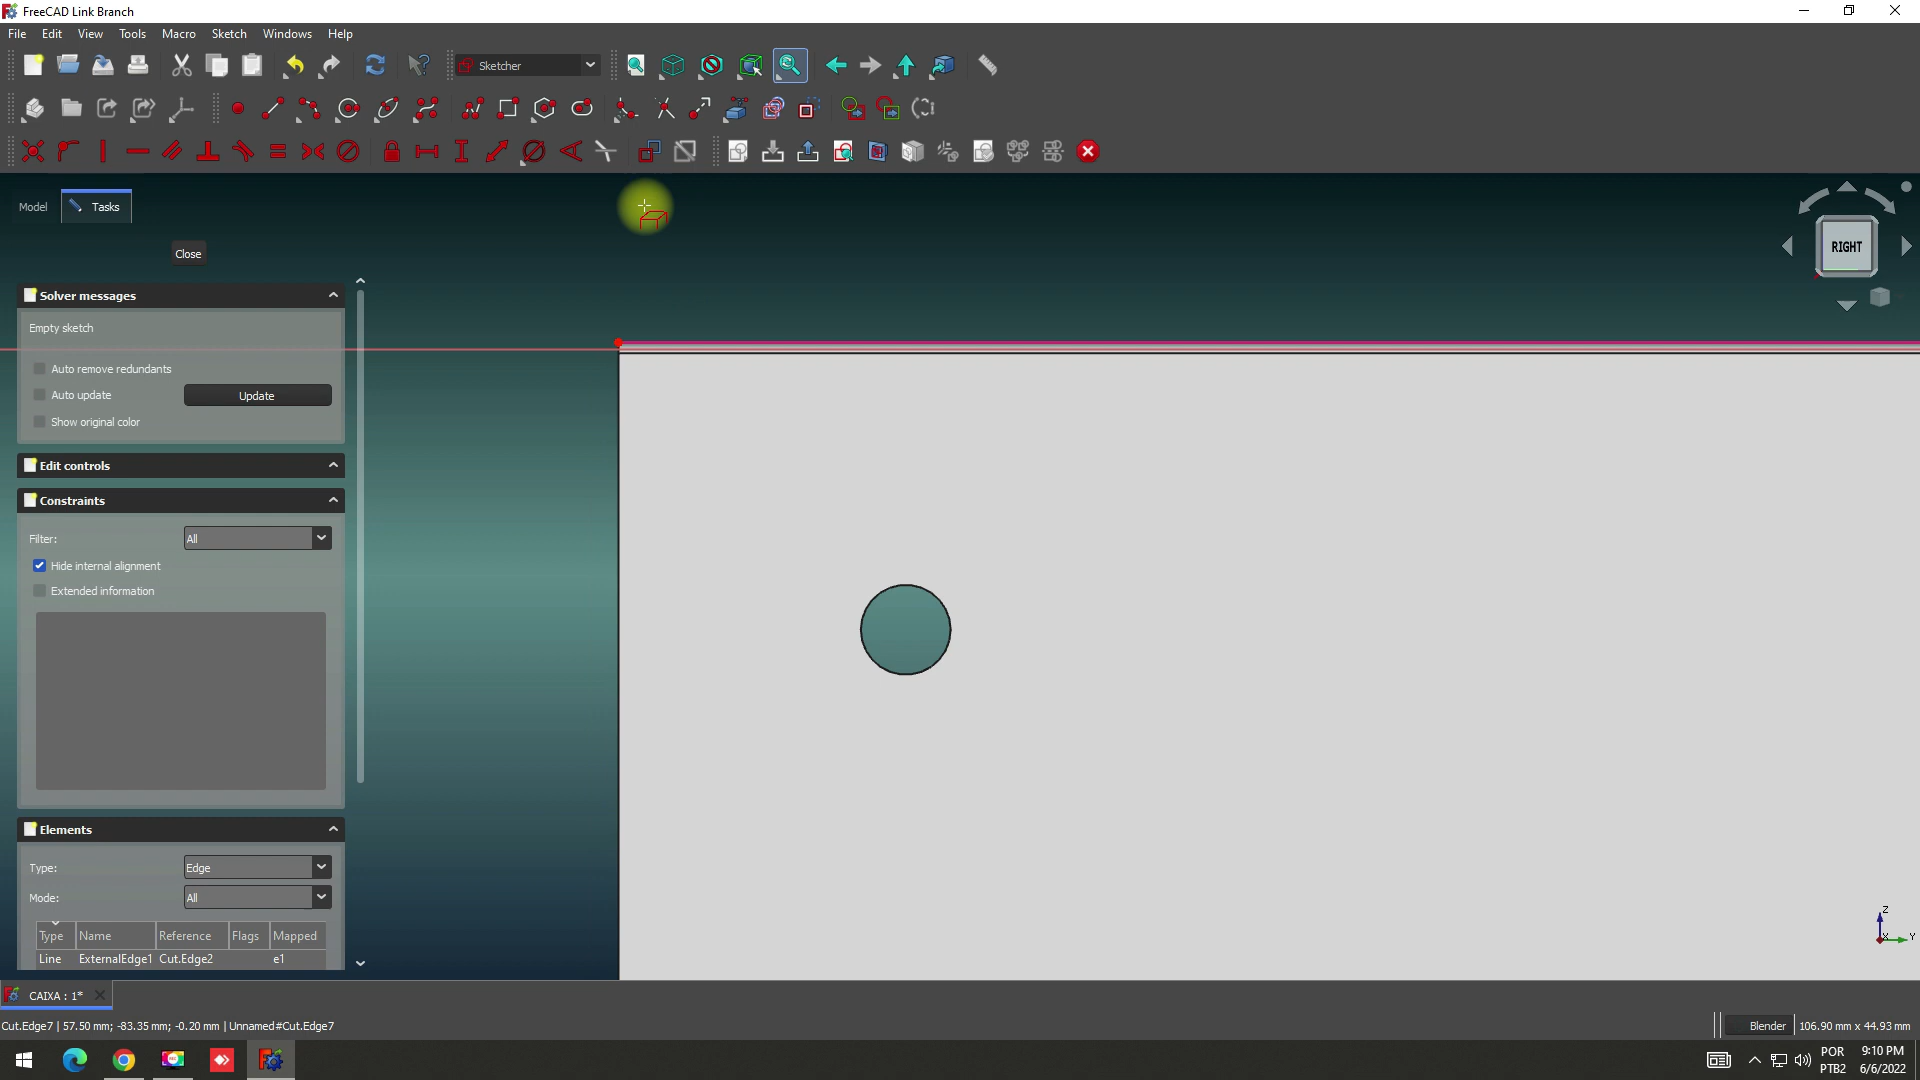 FreeCAD Link Branch
File Edit View Tools Macro Sketch Windows Help
Sketcher
Model Tasks
RIGHT
Close
Solver messages
Empty sketch
Auto remove redundants
Auto update Update
Show original color
Edit controls
Constraints
Filter: All
Hide internal alignment
Extended information
Elements
Type: Edge
Mode: All
Type Name Reference Flags Mapped
Line ExternalEdge1 Cut.Edge2 e1
Z
X Y
CAIXA : 1*
Cut.Edge7 | 57.50 mm; -83.35 mm; -0.20 mm | Unnamed#Cut.Edge7
Blender 106.90 mm x 44.93 mm
POR 9:10 PM
PTB2 6/6/2022